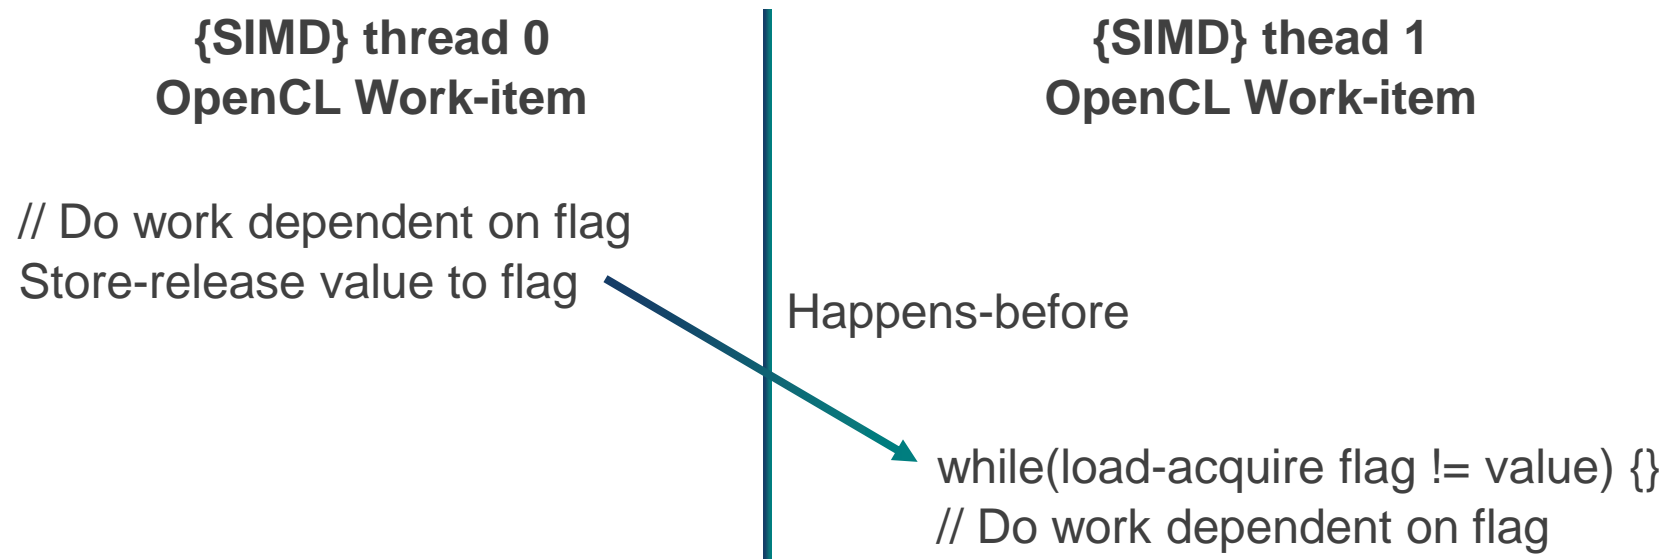 {SIMD} thread 0
OpenCL Work-item
// Do work dependent on flag
Store-release value to flag
{SIMD} thead 1
OpenCL Work-item
Happens-before
while(load-acquire flag != value) {}
// Do work dependent on flag